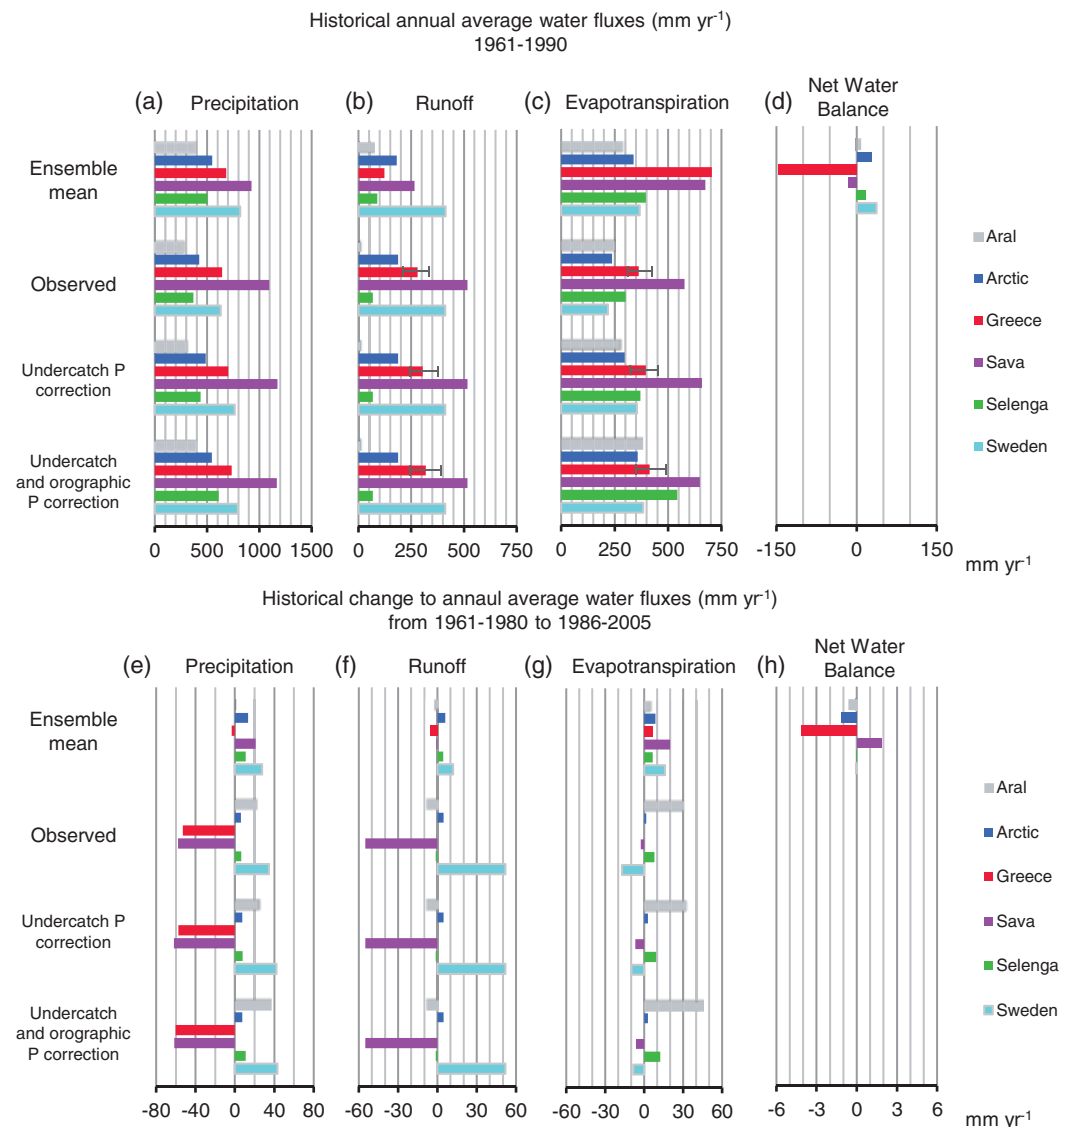 Historical annual average water fluxes (mm yr-1)
1961-1990
(a) Precipitation
(b) Runoff
(c) Evapotranspiration
(d) Net Water
Balance
Ensemble
mean
Observed
Undercatch P
correction
Undercatch
and orographic
P correction
0 500 1000 1500
0 250 500 750
0 250 500 750
-150 0 150
mm yr-1
Aral
Arctic
Greece
Sava
Selenga
Sweden
Historical change to annaul average water fluxes (mm yr-1)
from 1961-1980 to 1986-2005
(e) Precipitation
(f) Runoff
(g) Evapotranspiration
(h) Net Water
Balance
Ensemble
mean
Observed
Undercatch P
correction
Undercatch
and orographic
P correction
-80 -40 0 40 80
-60 -30 0 30 60
-60 -30 0 30 60
-6 -3 0 3 6
mm yr-1
Aral
Arctic
Greece
Sava
Selenga
Sweden